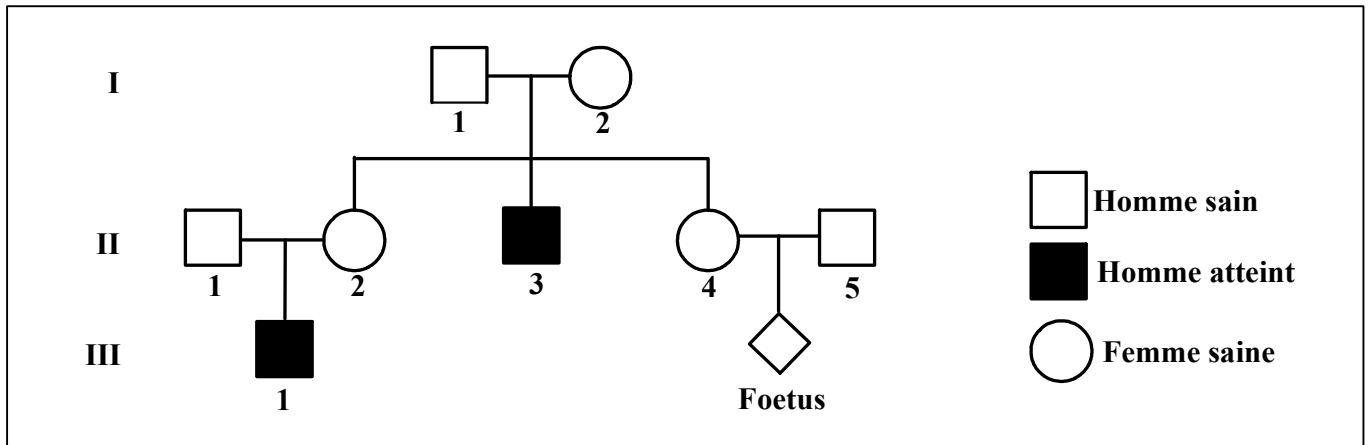 I
1 2
Homme sain
II
1 2 3 4 5
Homme atteint
III
Femme saine
1
Foetus